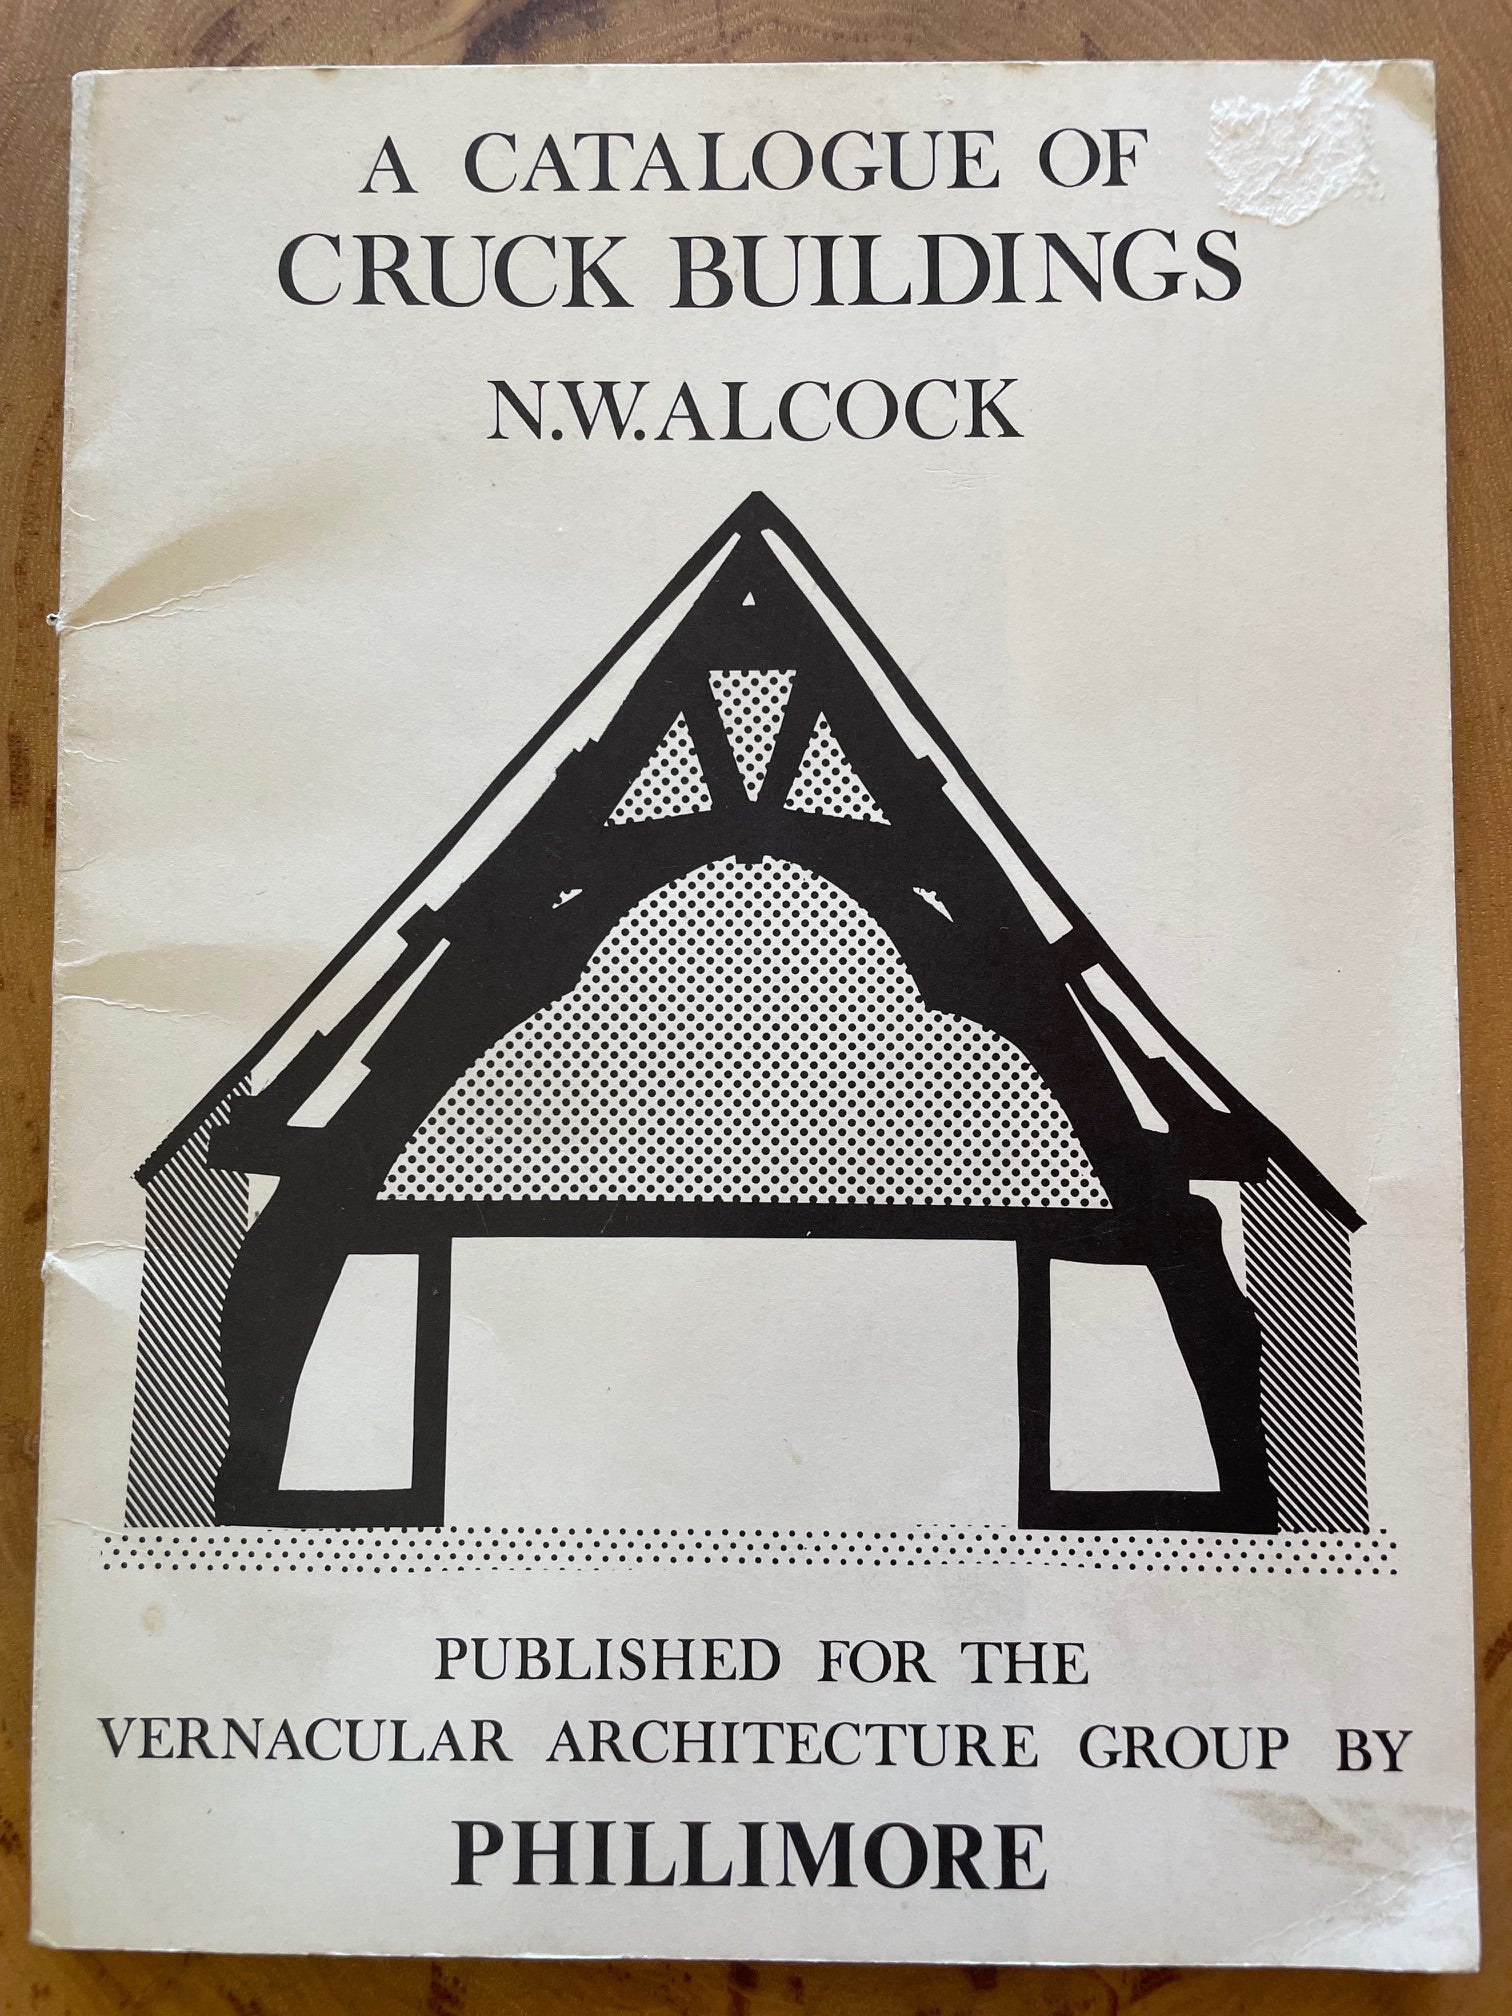 A CATALOGUE OF
CRUCK BUILDINGS
N.W.ALCOCK
PUBLISHED FOR THE
VERNACULAR ARCHITECTURE GROUP BY
PHILLIMORE